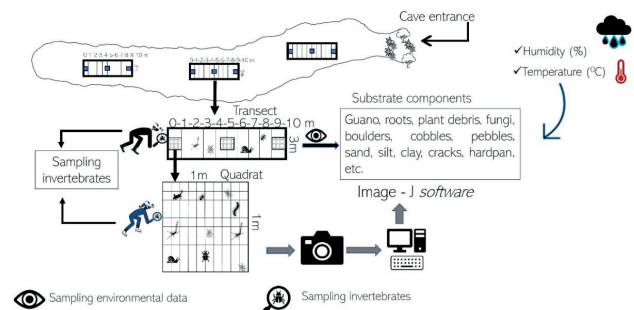 Cave entrance
0-1-2-3-4-5-6-7-8-9-10 m
0-1-2-3-4-5-6-7-8-9-10 m
✓Humidity (%)
✓Temperature (ºC)
Transect
0-1-2-3-4-5-6-7-8-9-10 m
3m
Substrate components
Guano, roots, plant debris, fungi,
boulders, cobbles, pebbles,
sand, silt, clay, cracks, hardpan,
etc.
Sampling
invertebrates
1m Quadrat
1m
Image - J software
Sampling environmental data
Sampling invertebrates